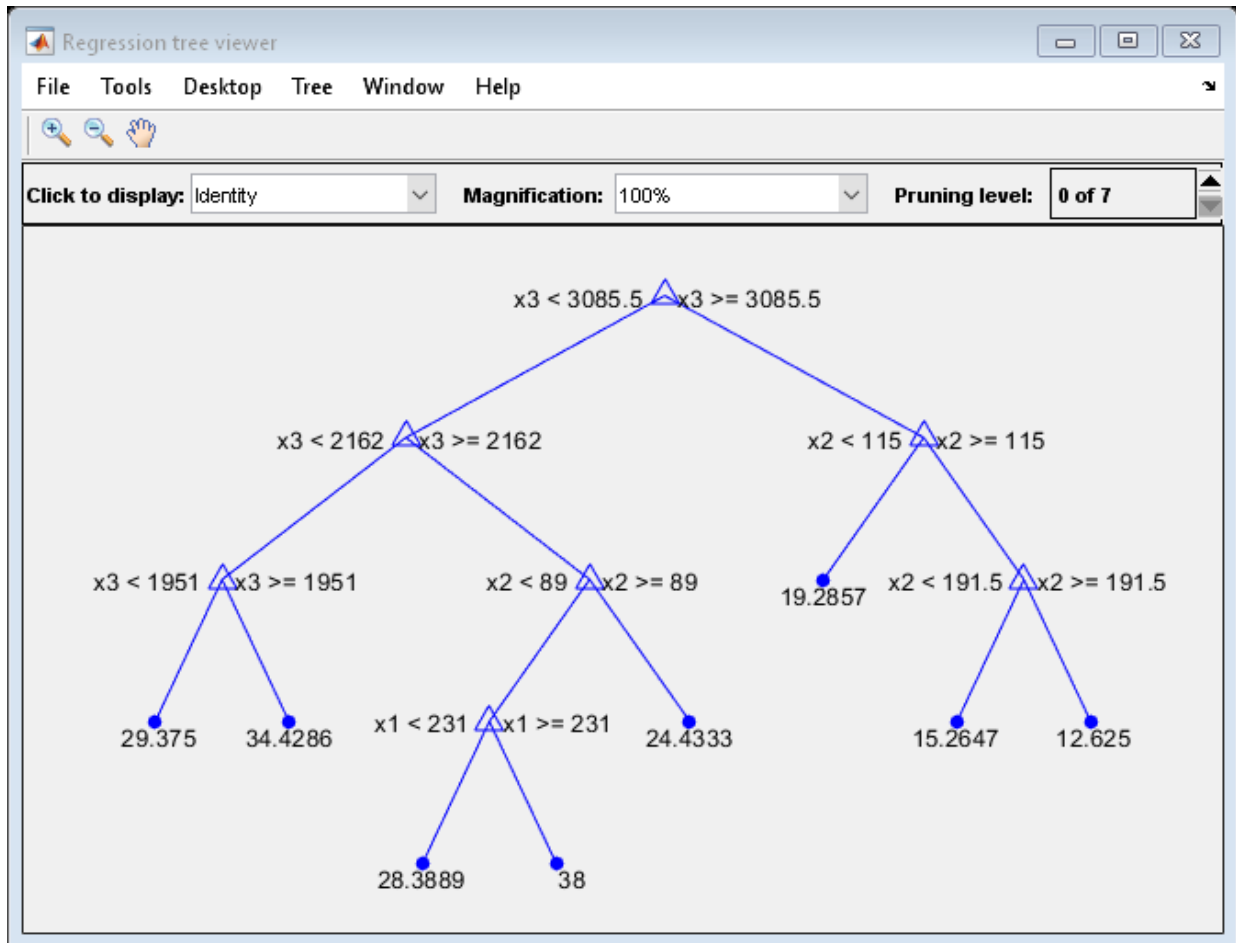 Regression tree viewer
File Tools Desktop Tree Window Help
Click to display: Identity Magnification: 100% Pruning level: 0 of 7
x3 < 3085.5 x3 >= 3085.5
x3 < 2162 x3 >= 2162 x2 < 115 x2 >= 115
x3 < 1951 x3 >= 1951 x2 < 89 x2 >= 89 19.2857 x2 < 191.5 x2 >= 191.5
29.375 34.4286 x1 < 231 x1 >= 231 24.4333 15.2647 12.625
28.3889 38